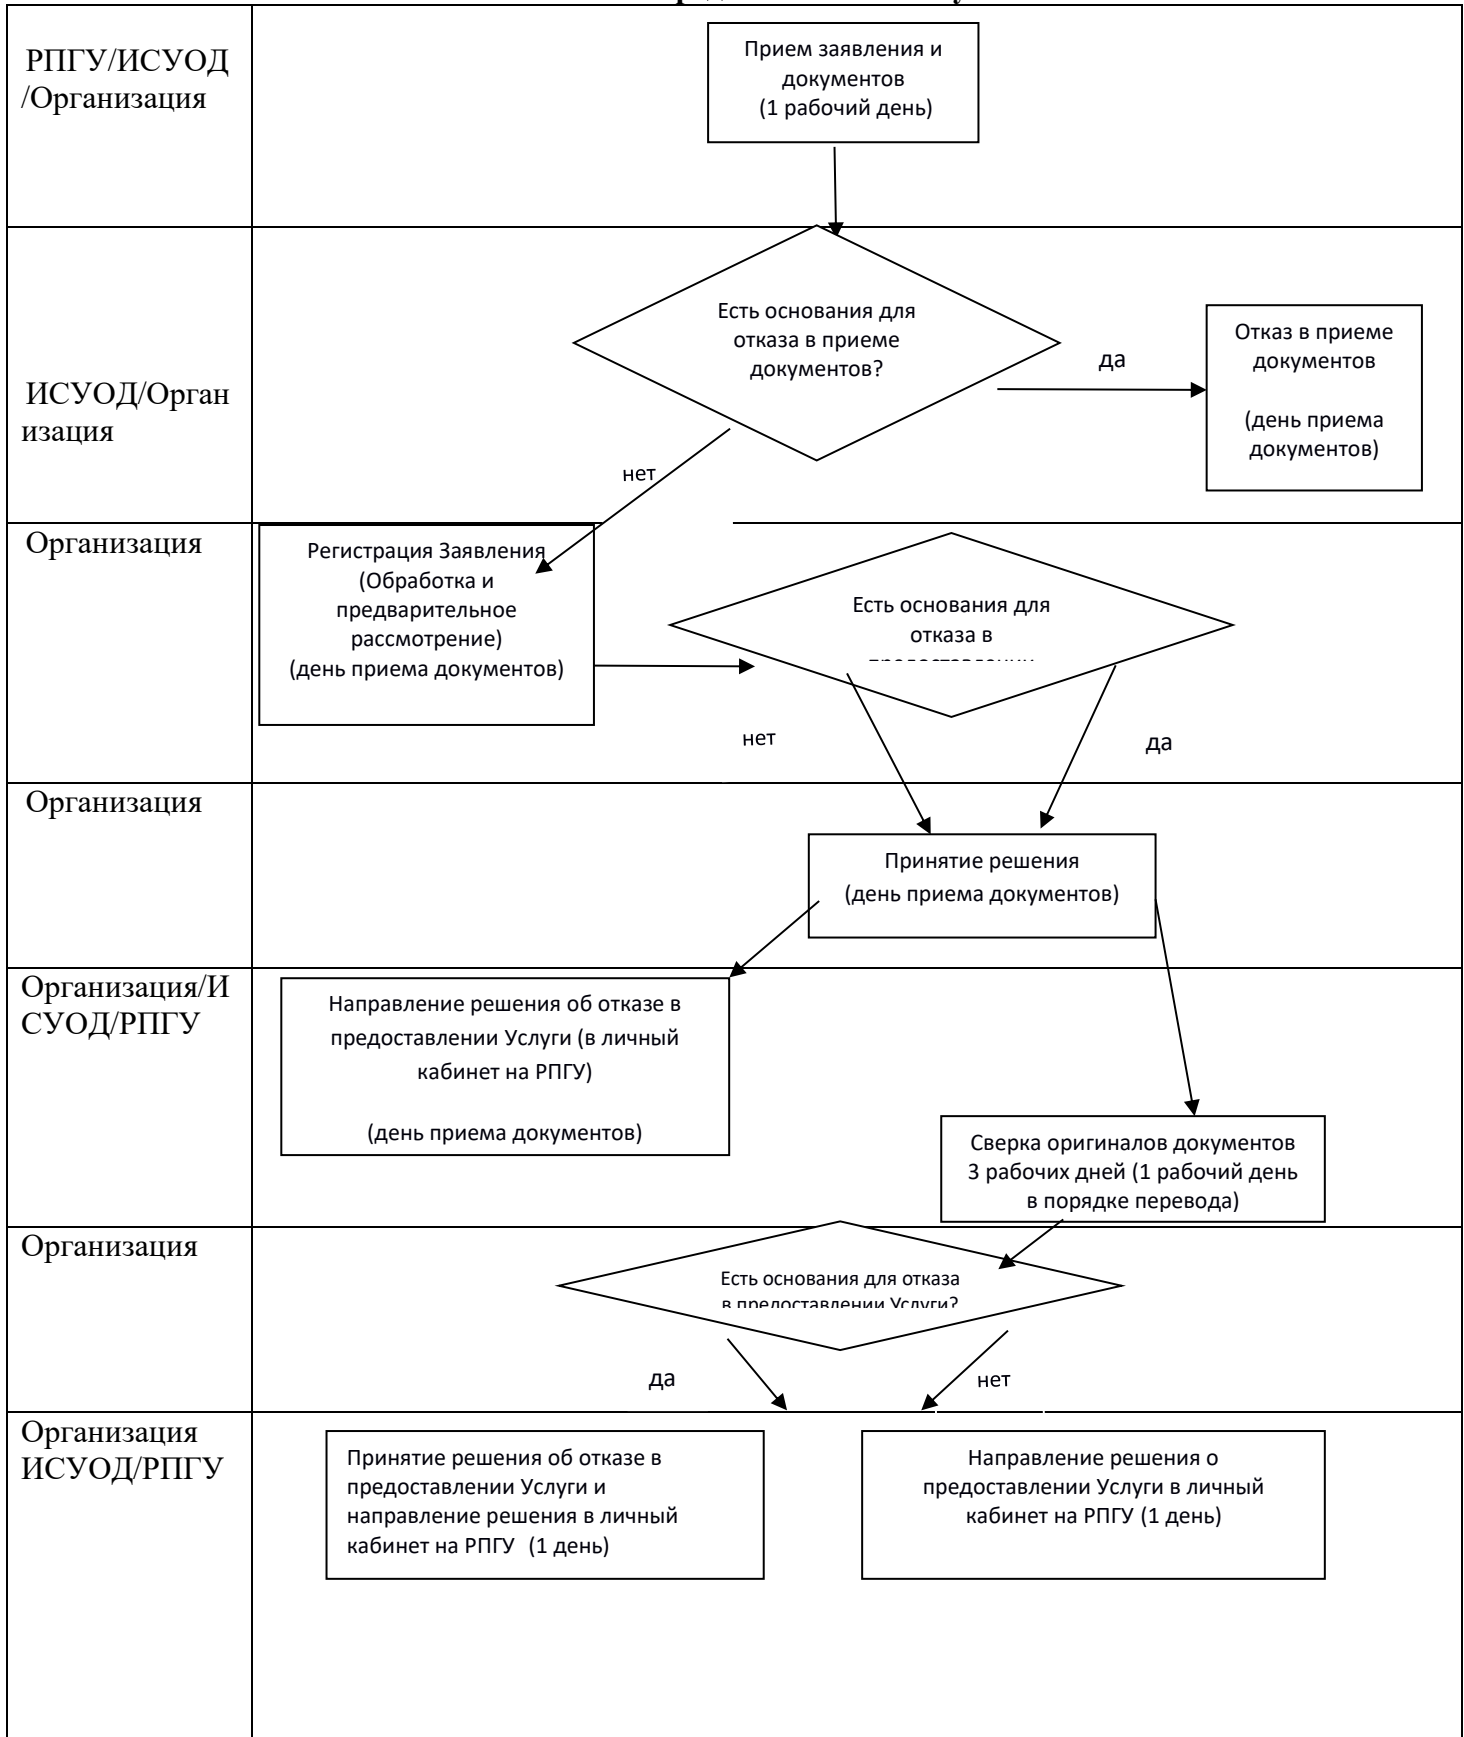 РПГУ/ИСУОД
/Организация
Прием заявления и
документов
(1 рабочий день)
ИСУОД/Орган
изация
Есть основания для
отказа в приеме
документов?
да
Отказ в приеме
документов
(день приема
документов)
нет
Организация
Регистрация Заявления
(Обработка и
предварительное
рассмотрение)
(день приема документов)
Есть основания для
отказа в
нет
да
Организация
Принятие решения
(день приема документов)
Организация/И
СУОД/РПГУ
Направление решения об отказе в
предоставлении Услуги (в личный
кабинет на РПГУ)
(день приема документов)
Сверка оригиналов документов
3 рабочих дней (1 рабочий день
в порядке перевода)
Организация
Есть основания для отказа
в предоставлении Услуги?
да
нет
Организация
ИСУОД/РПГУ
Принятие решения об отказе в
предоставлении Услуги и
направление решения в личный
кабинет на РПГУ (1 день)
Направление решения о
предоставлении Услуги в личный
кабинет на РПГУ (1 день)